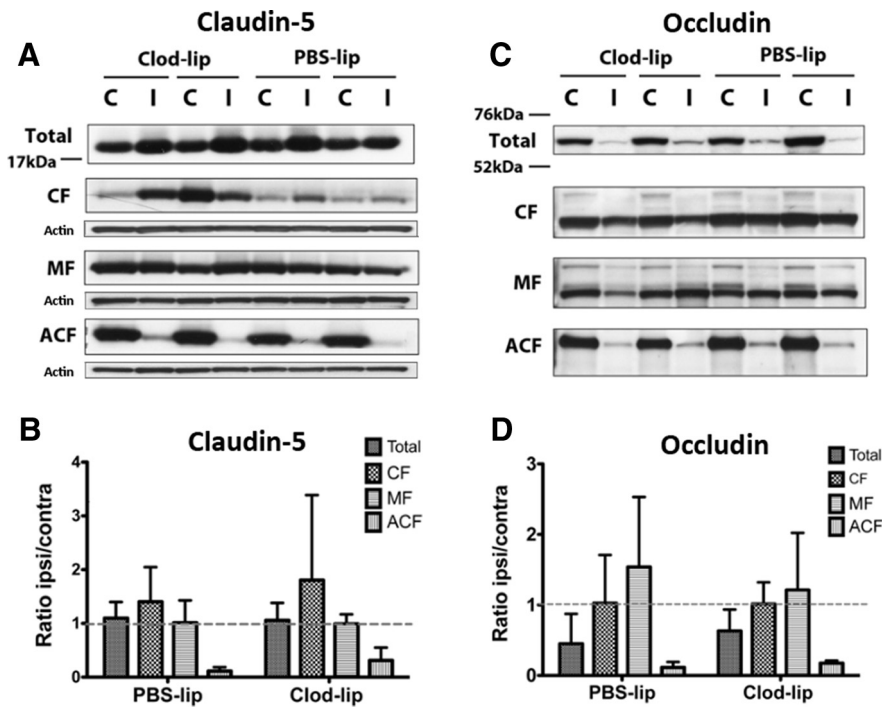 Claudin-5
A
Clod-lip PBS-lip
C I C I C I C I
Total
17kDa
CF
Actin
MF
Actin
ACF
Actin
Occludin
C
Clod-lip PBS-lip
C I C I C I C I
76kDa
Total
52kDa
CF
MF
ACF
B
Claudin-5
Ratio ipsi/contra
4
3
2
1
0
Total
CF
MF
ACF
PBS-lip Clod-lip
D
Occludin
Ratio ipsi/contra
3
2
1
0
Total
CF
MF
ACF
PBS-lip Clod-lip